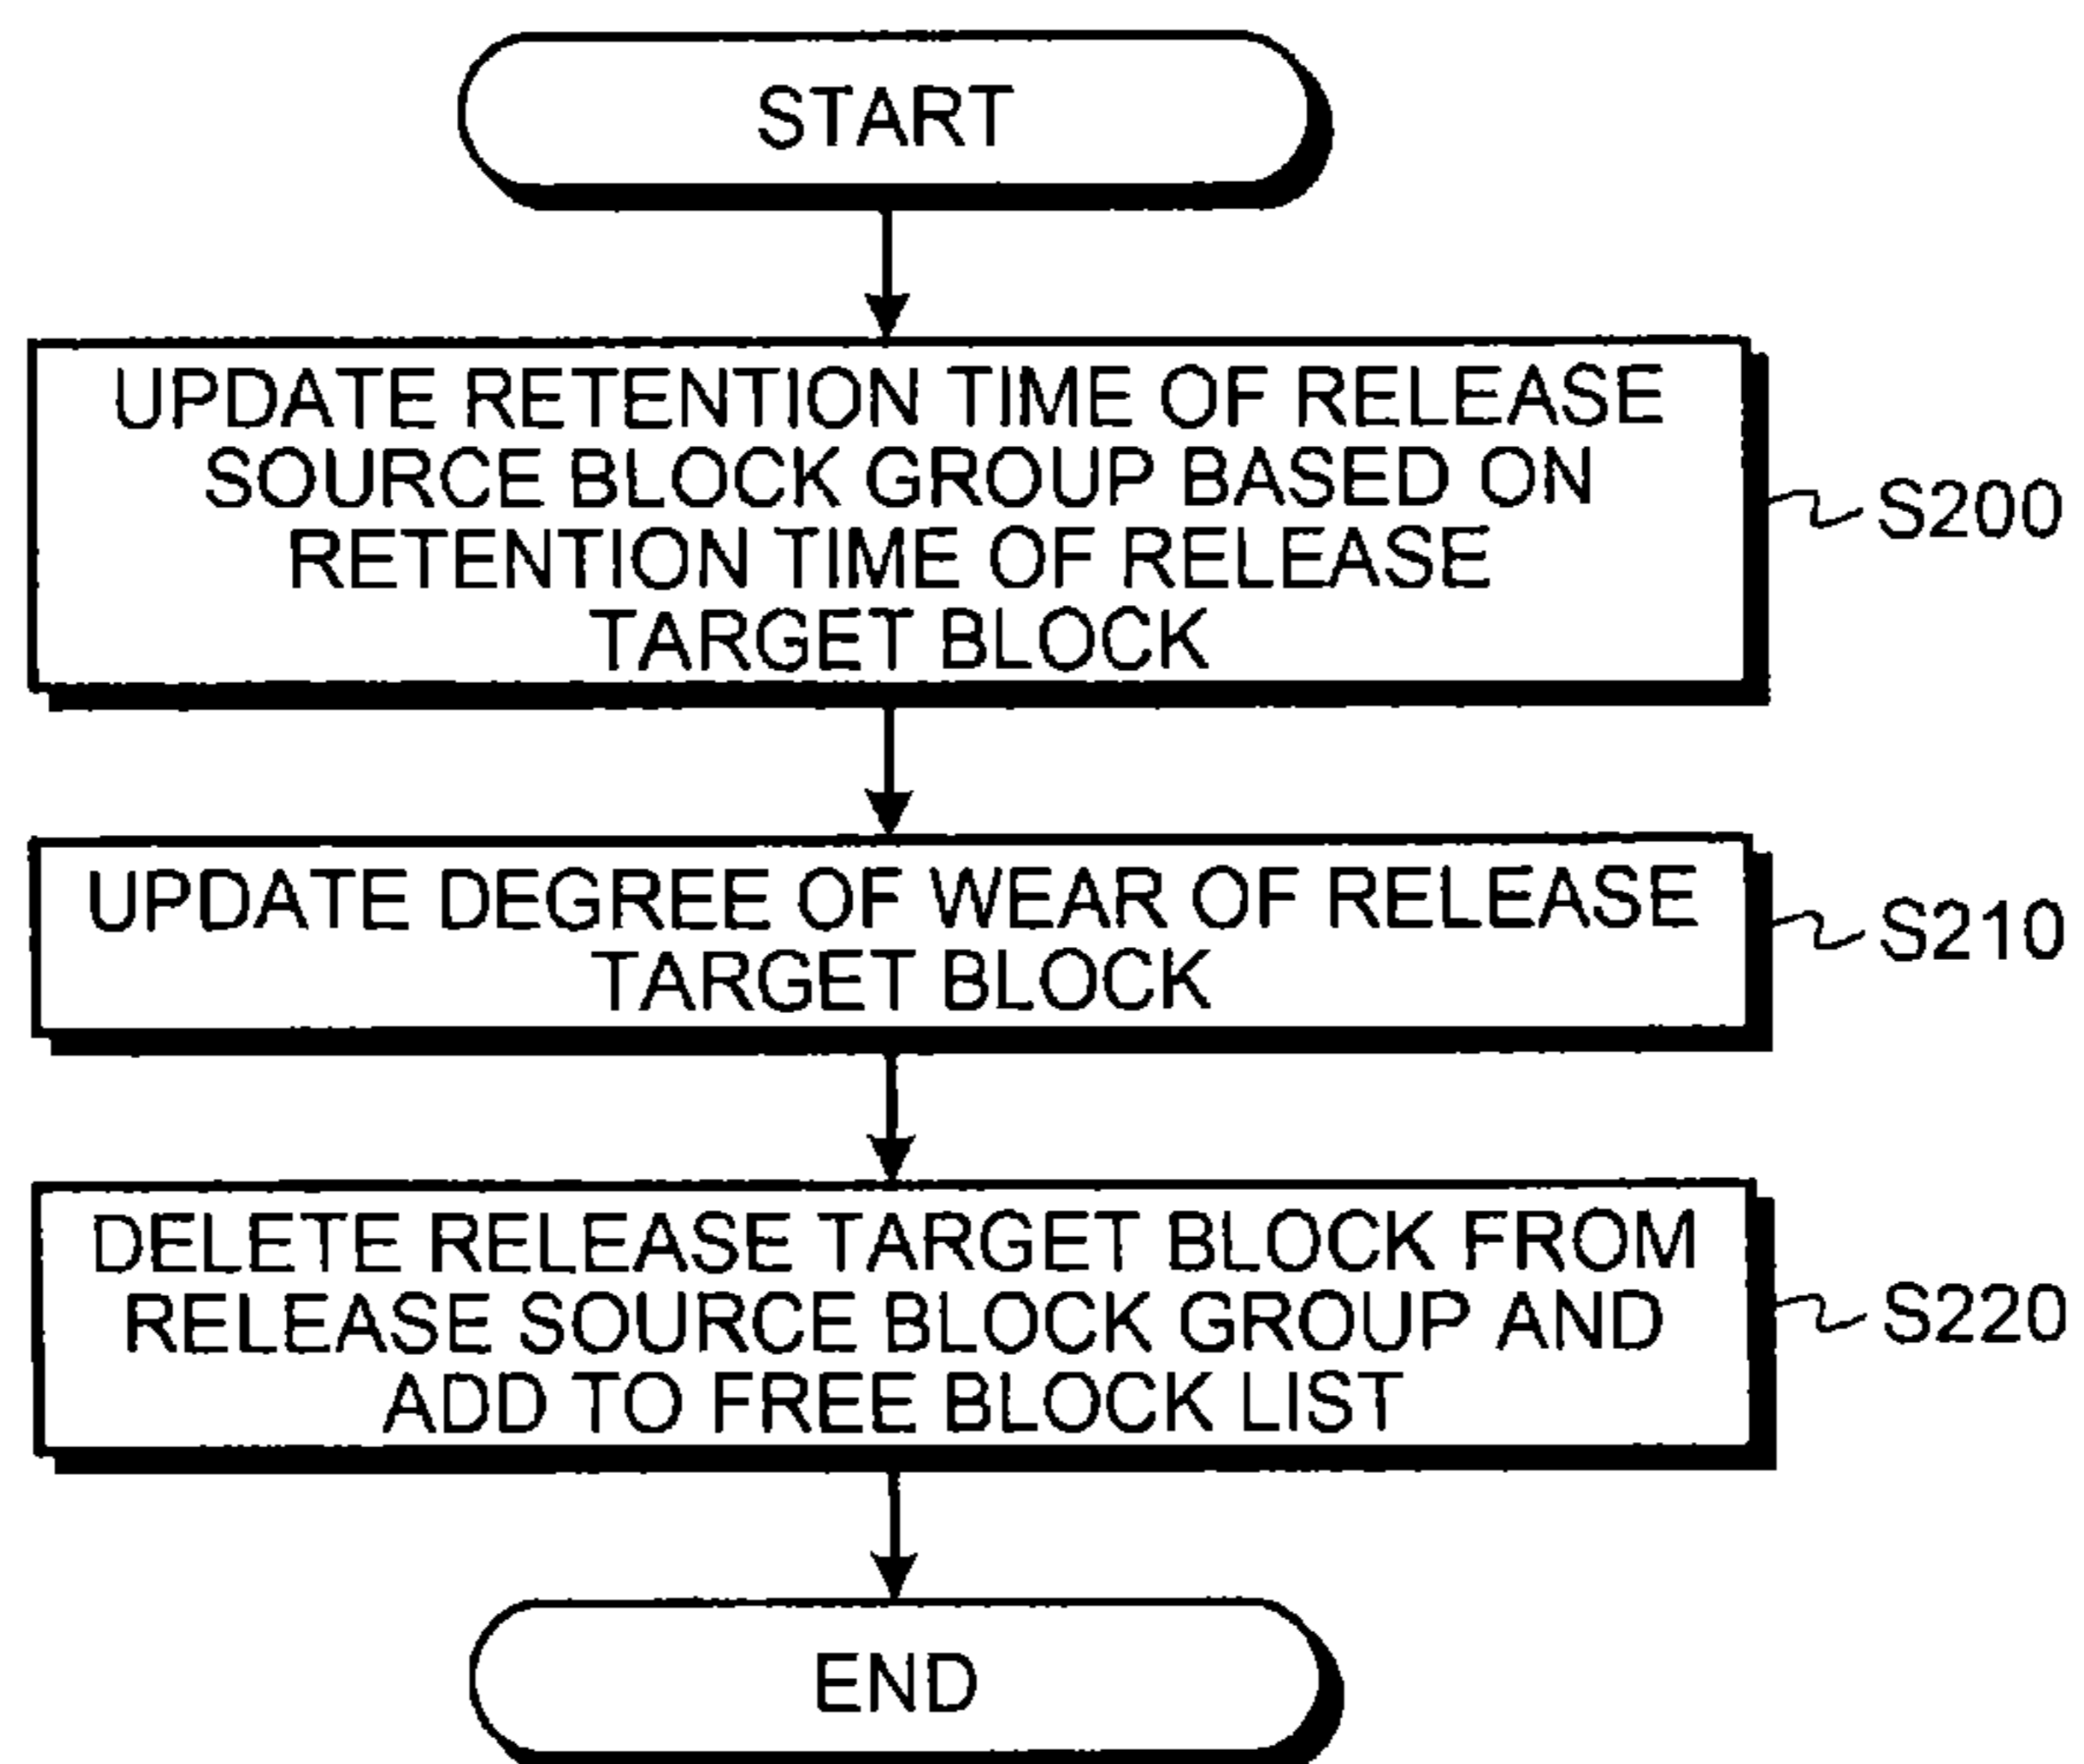 START
UPDATE RETENTION TIME OF RELEASE
SOURCE BLOCK GROUP BASED ON
RETENTION TIME OF RELEASE
TARGET BLOCK
S200
UPDATE DEGREE OF WEAR OF RELEASE
TARGET BLOCK
S210
DELETE RELEASE TARGET BLOCK FROM
RELEASE SOURCE BLOCK GROUP AND
ADD TO FREE BLOCK LIST
S220
END